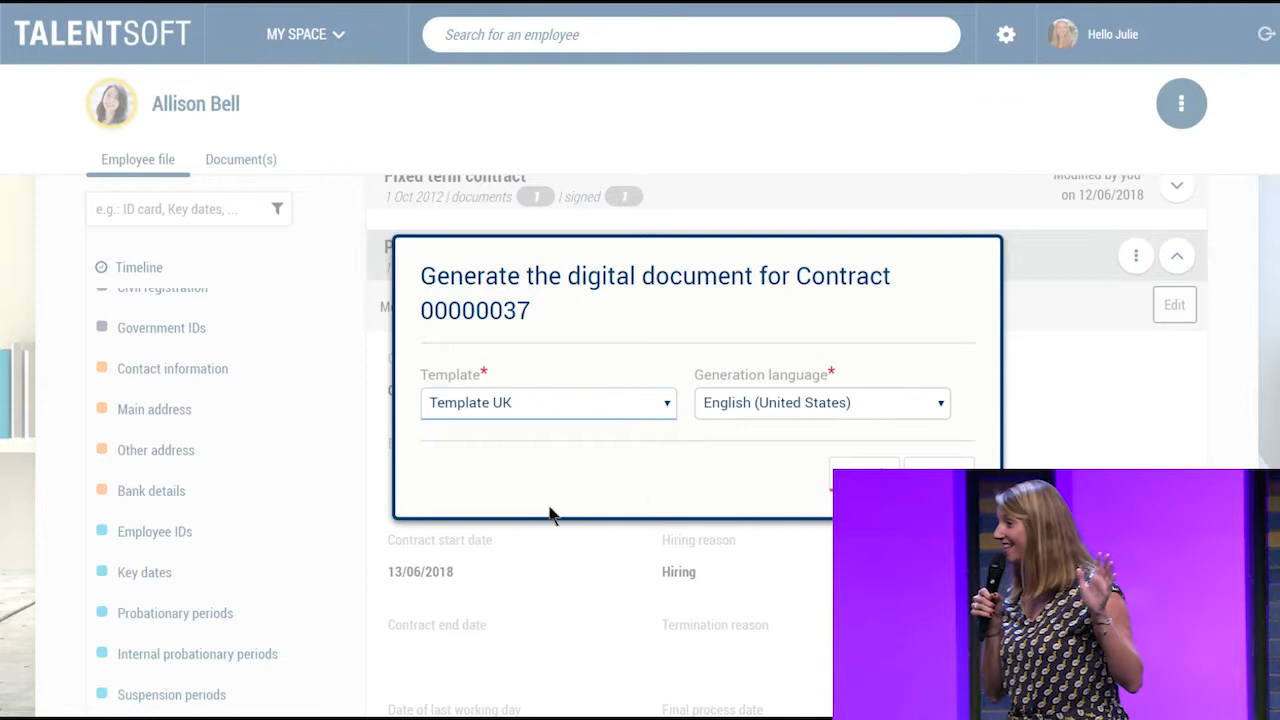 TALENTSOFT
MY SPACE
Search for an employee
Hello Julie
Allison Bell
Employee file
Document(s)
e.g.: ID card, Key dates, ...
Timeline
Civil registration
Government IDs
Contact information
Main address
Other address
Bank details
Employee IDs
Key dates
Probationary periods
Internal probationary periods
Suspension periods
Fixed term contract
1 Oct 2012 | documents 1 | signed 1
Modified by you
on 12/06/2018
Edit
Generate the digital document for Contract
00000037
Template*
Generation language*
Template UK
English (United States)
Contract start date
Hiring reason
13/06/2018
Hiring
Contract end date
Termination reason
Date of last working day
Final process date